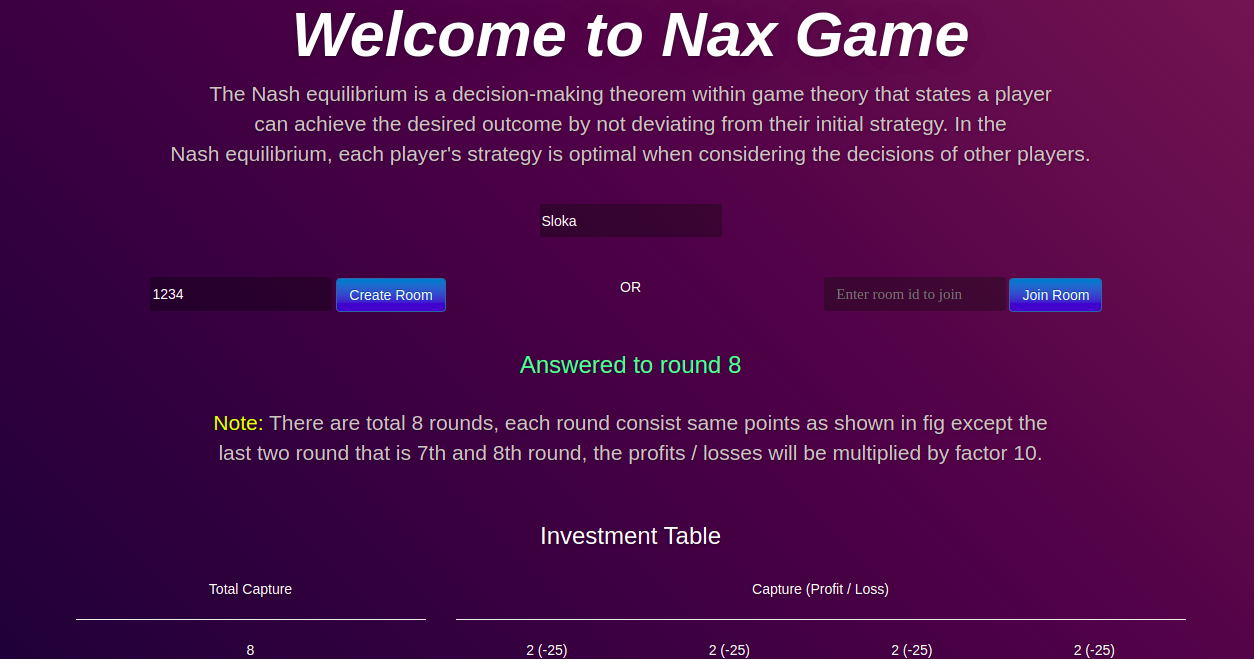 Welcome to Nax Game
The Nash equilibrium is a decision-making theorem within game theory that states a player
can achieve the desired outcome by not deviating from their initial strategy. In the
Nash equilibrium, each player's strategy is optimal when considering the decisions of other players.
Sloka
1234 Create Room OR Enter room id to join Join Room
Answered to round 8
Note: There are total 8 rounds, each round consist same points as shown in fig except the
last two round that is 7th and 8th round, the profits / losses will be multiplied by factor 10.
Investment Table
Total Capture Capture (Profit / Loss)
8 2 (-25) 2 (-25) 2 (-25) 2 (-25)